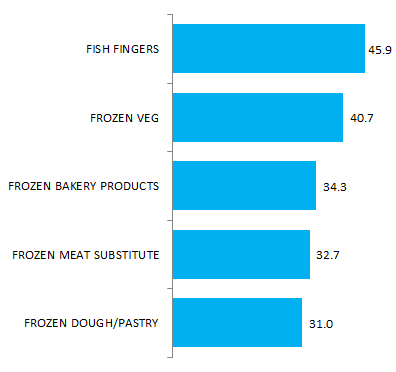 FISH FINGERS 45.9
FROZEN VEG 40.7
FROZEN BAKERY PRODUCTS 34.3
FROZEN MEAT SUBSTITUTE 32.7
FROZEN DOUGH/PASTRY 31.0